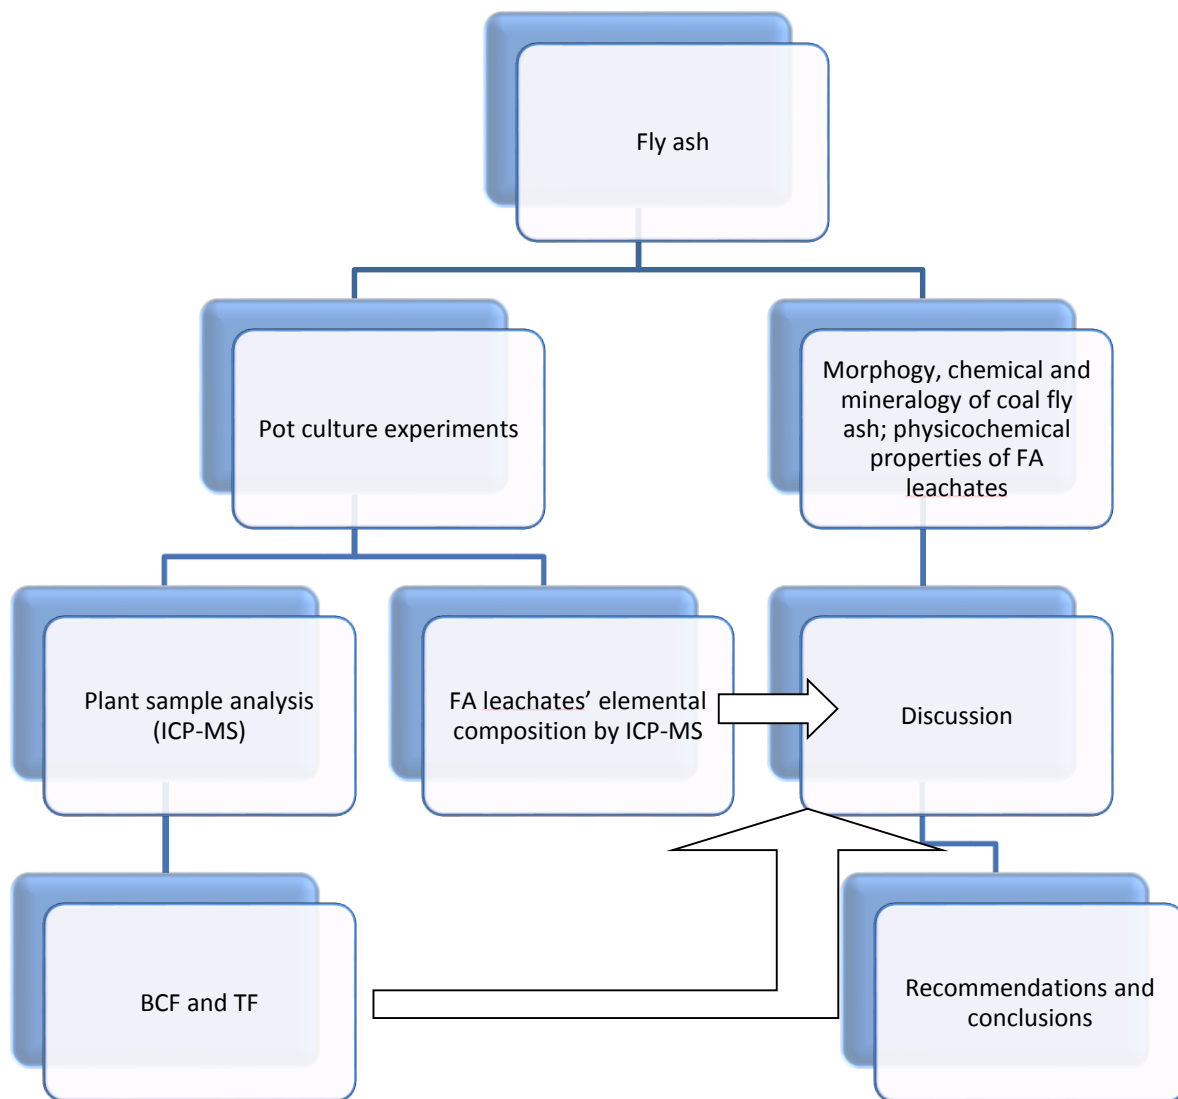 Fly ash
Pot culture experiments
Morphogy, chemical and
mineralogy of coal fly
ash; physicochemical
properties of FA
leachates
Plant sample analysis
(ICP-MS)
FA leachates’ elemental
composition by ICP-MS
Discussion
BCF and TF
Recommendations and
conclusions